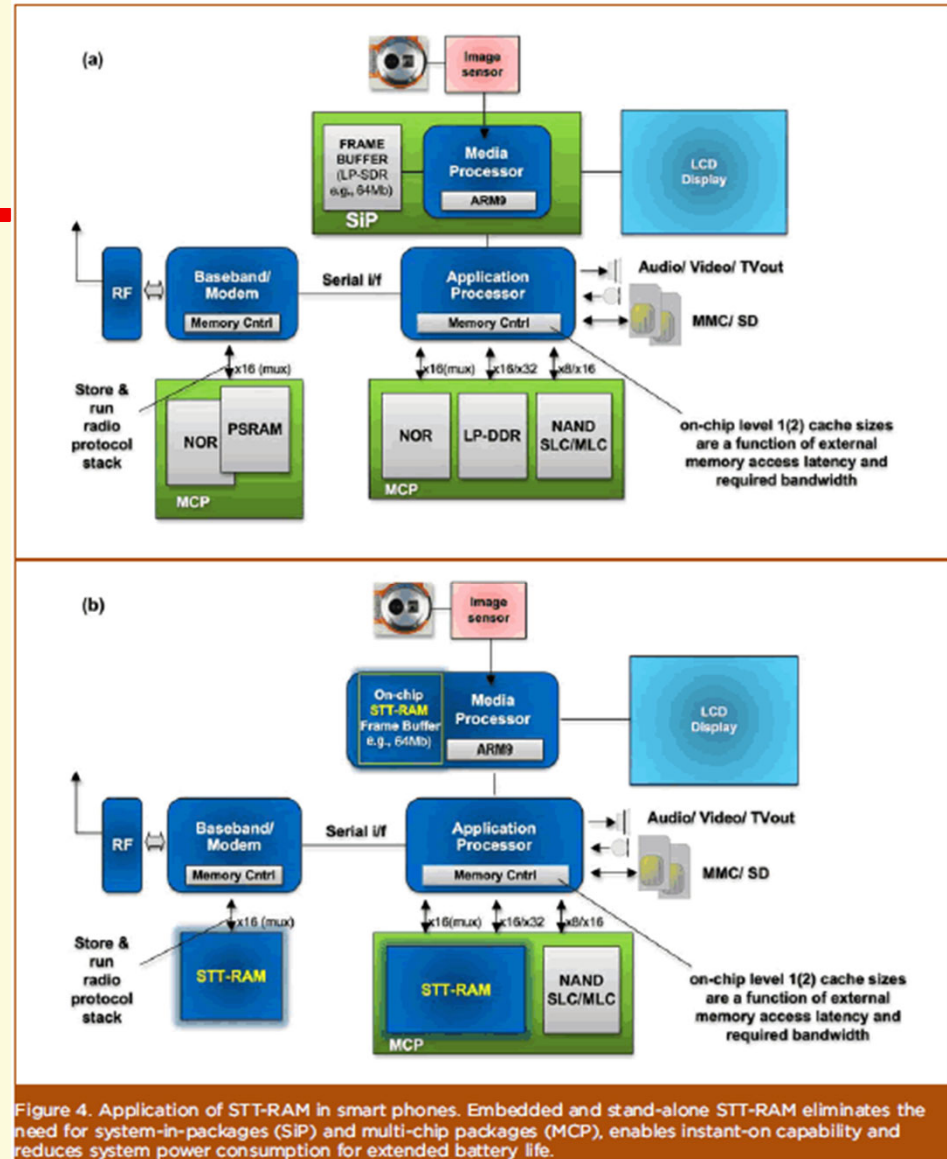 (a)
Image
sensor
FRAME
BUFFER
(LP-SDR
e.g., 64Mb)
SiP
Media
Processor
ARM9
LCD
Display
RF
Baseband/
Modem
Memory Cntrl
Serial i/f
Application
Processor
Memory Cntrl
Audio/ Video/ TVout
MMC/ SD
x16 (mux)
x16(mux)
x16/x32
x8/x16
Store &
run
radio
protocol
stack
NOR
PSRAM
MCP
NOR
LP-DDR
NAND
SLC/MLC
MCP
on-chip level 1(2) cache sizes
are a function of external
memory access latency and
required bandwidth
(b)
Image
sensor
On-chip
STT-RAM
Frame Buffer
e.g., 64Mb)
Media
Processor
ARM9
LCD
Display
RF
Baseband/
Modem
Memory Cntrl
Serial i/f
Application
Processor
Memory Cntrl
Audio/ Video/ TVout
MMC/ SD
x16 (mux)
x16(mux)
x16/x32
x8/x16
Store &
run
radio
protocol
stack
STT-RAM
STT-RAM
NAND
SLC/MLC
MCP
on-chip level 1(2) cache sizes
are a function of external
memory access latency and
required bandwidth
Figure 4. Application of STT-RAM in smart phones. Embedded and stand-alone STT-RAM eliminates the
need for system-in-packages (SiP) and multi-chip packages (MCP), enables instant-on capability and
reduces system power consumption for extended battery life.